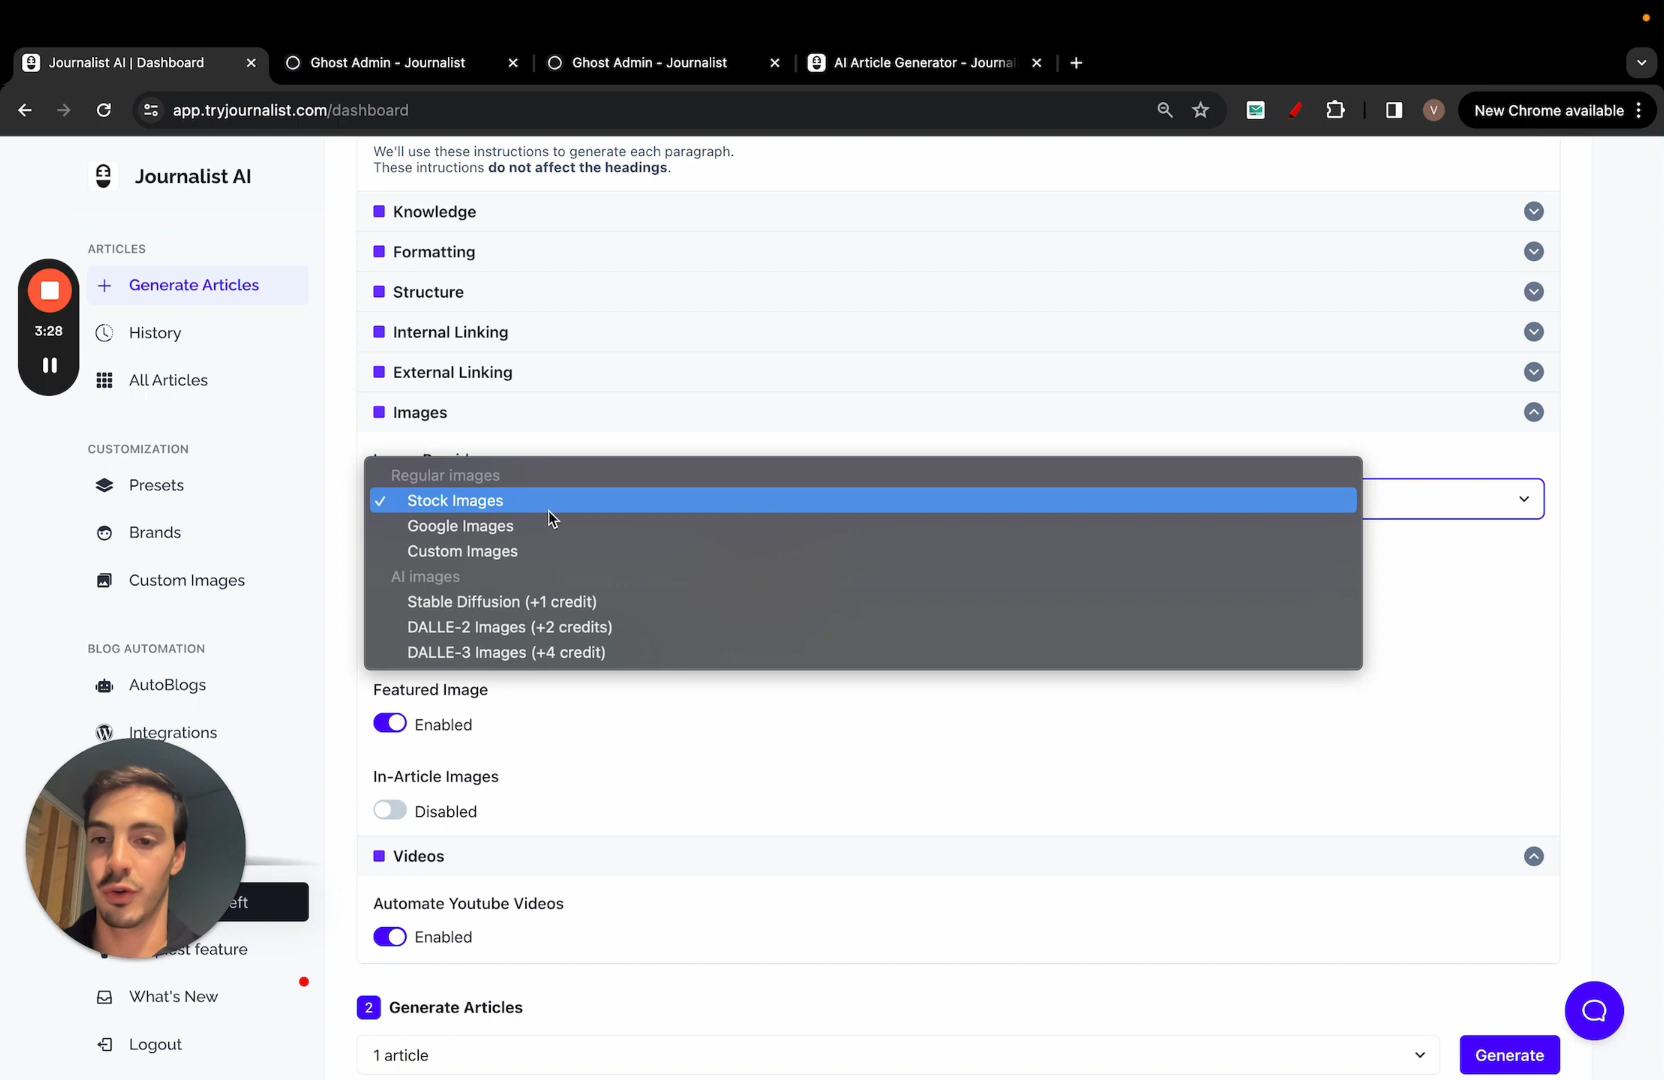 Journalist AI | Dashboard
Ghost Admin - Journalist
Ghost Admin - Journalist
AI Article Generator - Journa
app.tryjournalist.com/dashboard
V
New Chrome available
Journalist AI
ARTICLES
Generate Articles
3:28
History
All Articles
CUSTOMIZATION
Presets
Brands
Custom Images
BLOG AUTOMATION
AutoBlogs
Integrations
eft
est feature
What's New
Logout
We'll use these instructions to generate each paragraph.
These intructions do not affect the headings.
Knowledge
Formatting
Structure
Internal Linking
External Linking
Images
Regular images
✓ Stock Images
Google Images
Custom Images
AI images
Stable Diffusion (+1 credit)
DALLE-2 Images (+2 credits)
DALLE-3 Images (+4 credit)
Featured Image
Enabled
In-Article Images
Disabled
Videos
Automate Youtube Videos
Enabled
2 Generate Articles
1 article
Generate